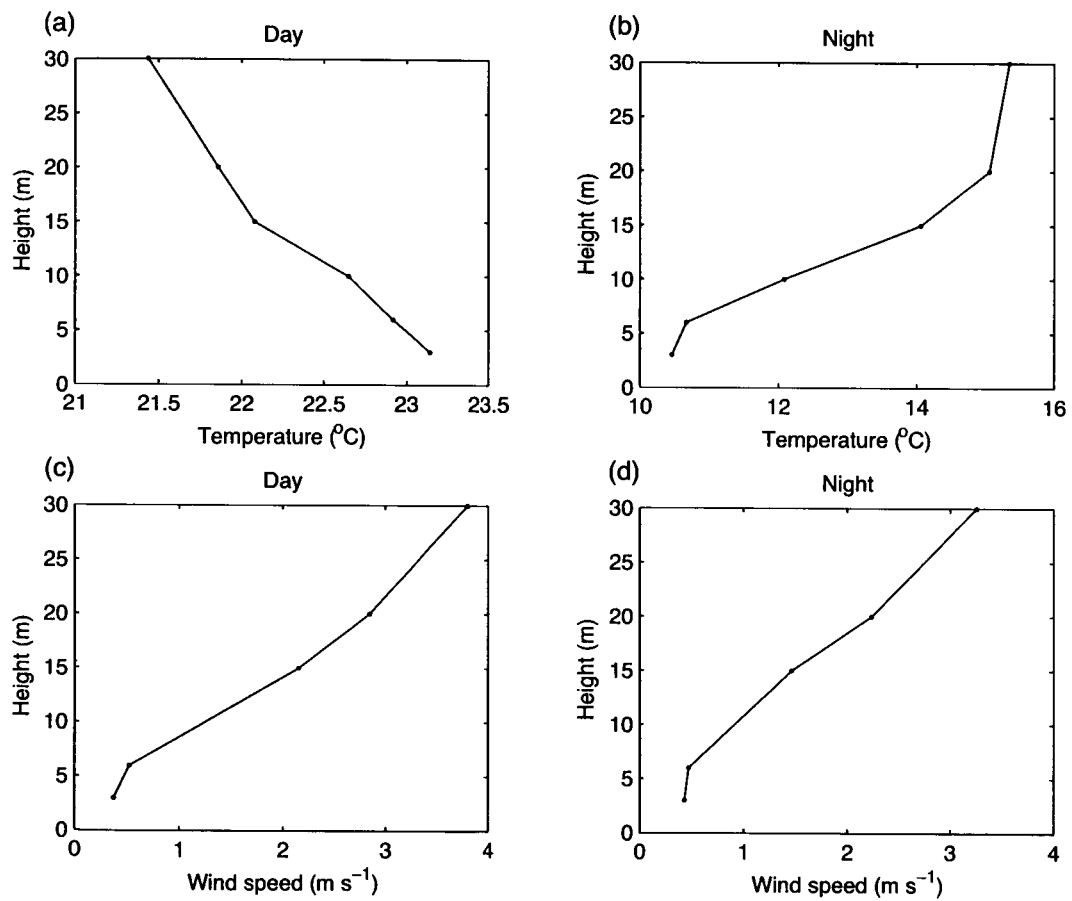 (a)
Day
30
25
20
15
10
5
0
Height (m)
21 21.5 22 22.5 23 23.5
Temperature (°C)
(b)
Night
30
25
20
15
10
5
0
Height (m)
10 12 14 16
Temperature (°C)
(c)
Day
30
25
20
15
10
5
0
Height (m)
0 1 2 3 4
Wind speed (m s⁻¹)
(d)
Night
30
25
20
15
10
5
0
Height (m)
0 1 2 3 4
Wind speed (m s⁻¹)